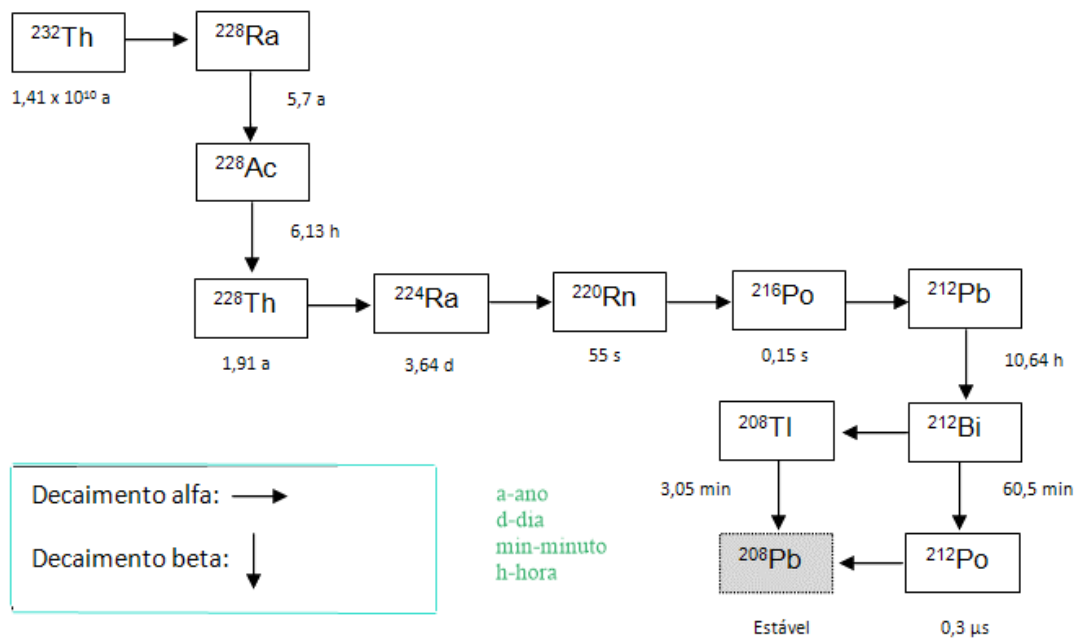 ²³²Th
²²⁸Ra
1,41 x 10¹⁰ a
5,7 a
²²⁸Ac
6,13 h
²²⁸Th
²²⁴Ra
²²⁰Rn
²¹⁶Po
²¹²Pb
1,91 a
3,64 d
55 s
0,15 s
10,64 h
²⁰⁸Tl
²¹²Bi
3,05 min
60,5 min
²⁰⁸Pb
²¹²Po
Estável
0,3 µs
Decaimento alfa:
Decaimento beta:
a-ano
d-dia
min-minuto
h-hora